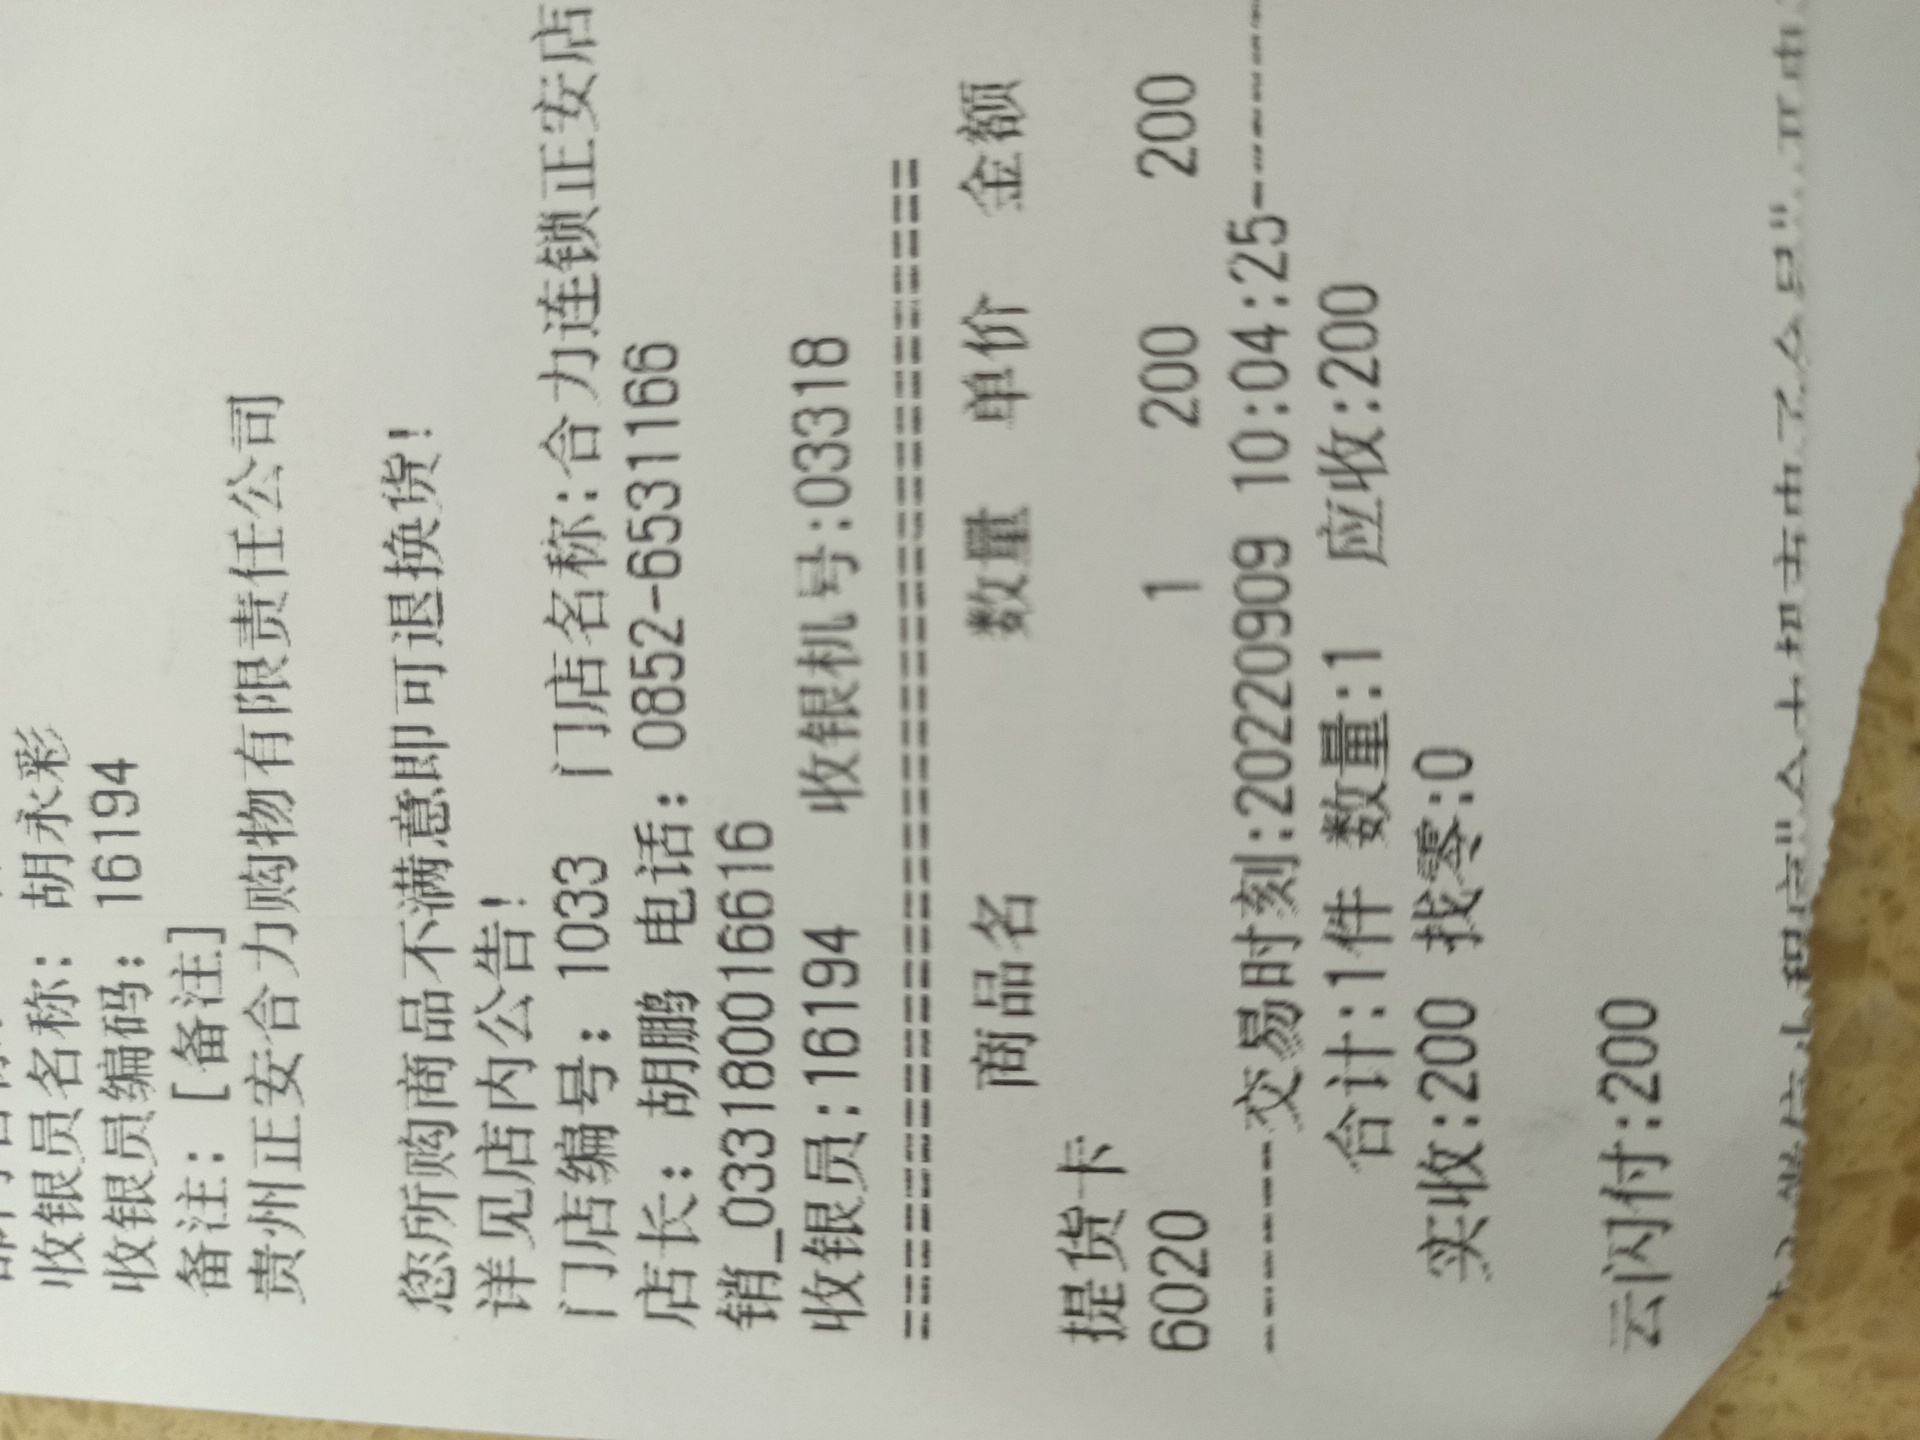 收银员名称: 胡永彩
收银员编码: 16194
备注: [备注]
贵州正安合力购物有限责任公司
您所购商品不满意即可退换货!
详见店内公告!
门店编号: 1033 门店名称:合力连锁正安店
店长: 胡鹏 电话: 0852-6531166
销_033180016616
收银员:16194 收银机号:03318
================================
商品名 数量 单价 金额
提货卡
6020 1 200 200
--------交易时刻:20220909 10:04:25--------
合计:1件 数量:1 应收:200
实收:200 找零:0
云闪付:200